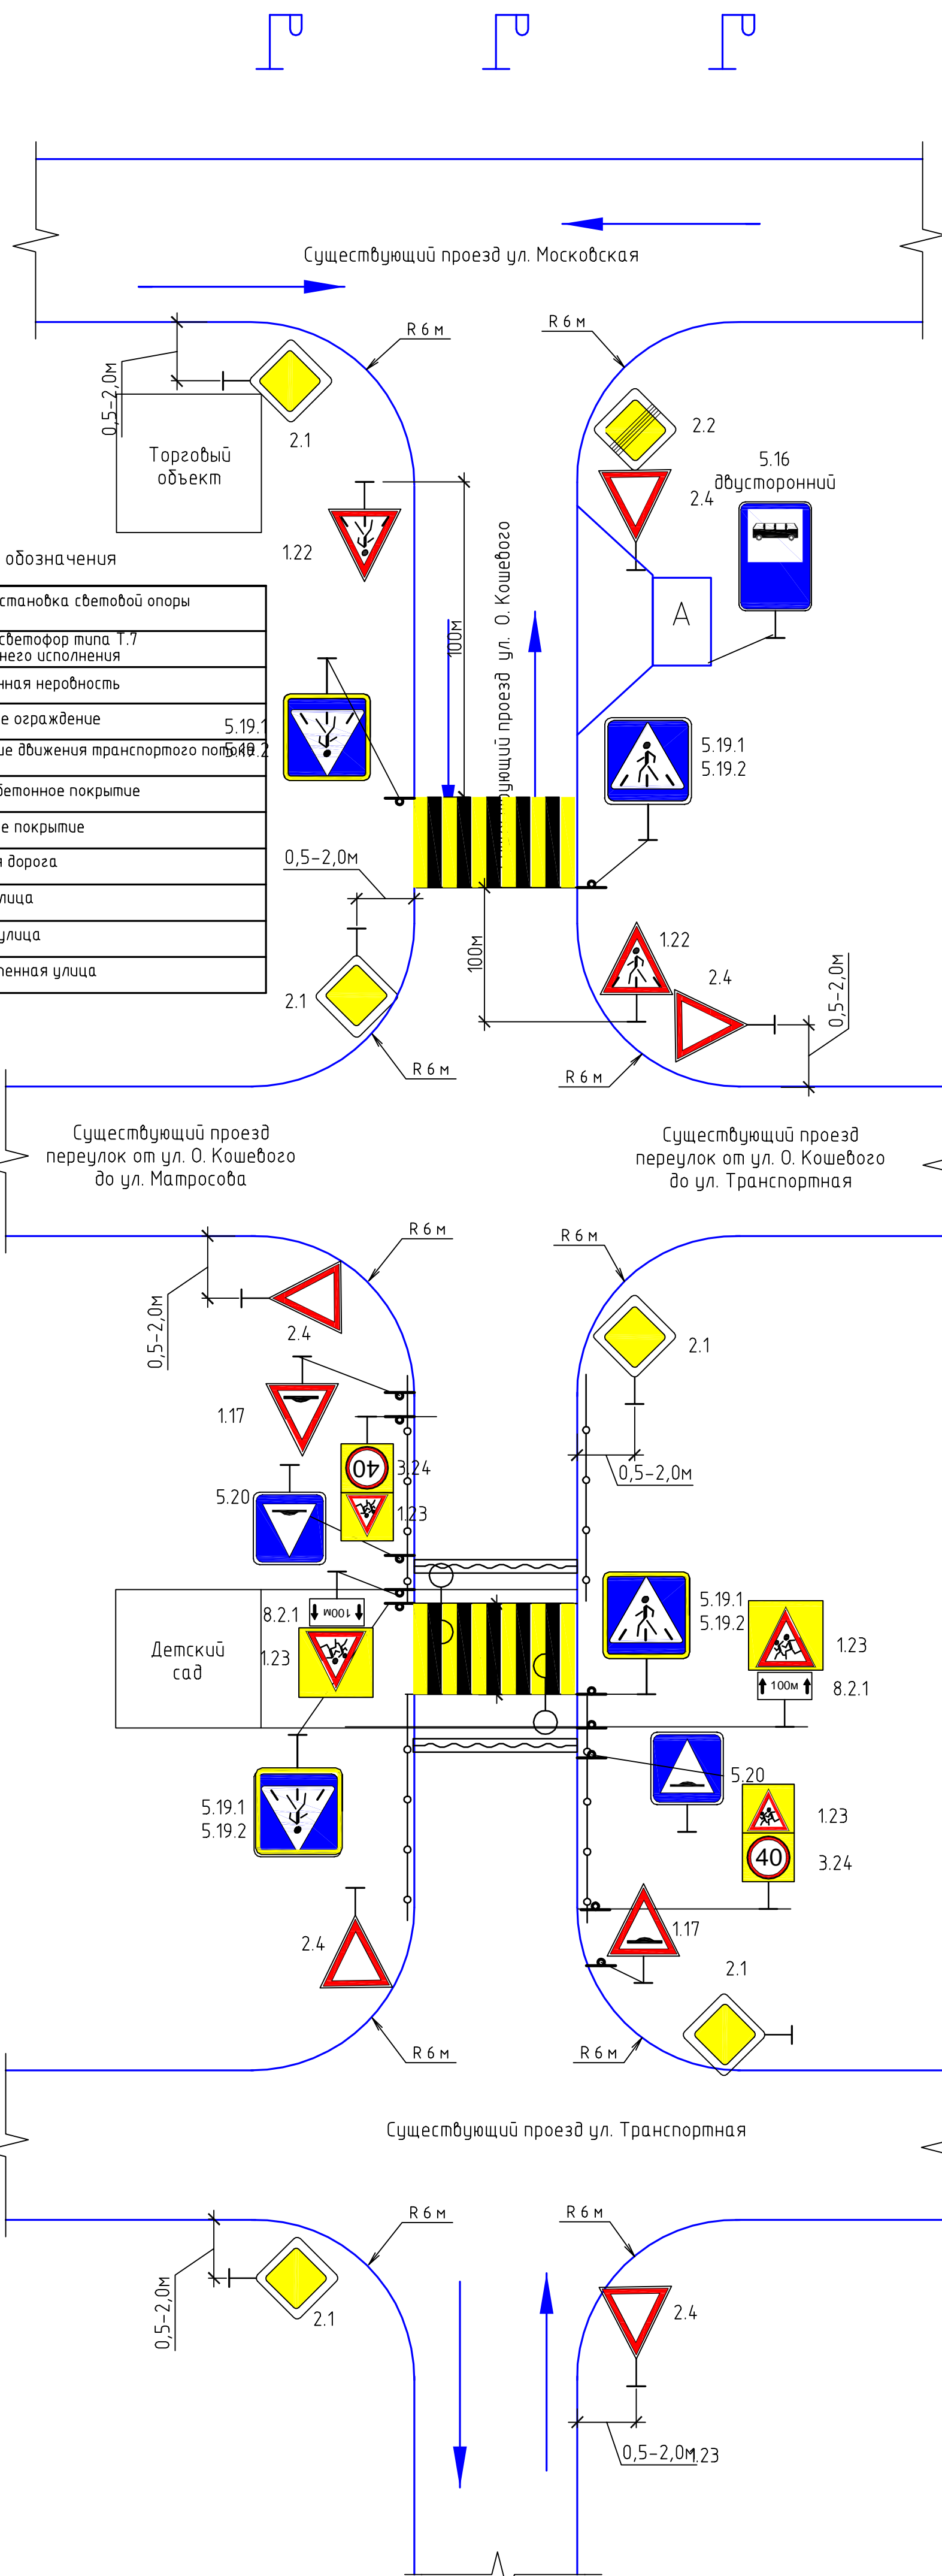 Существующий проезд ул. Московская
R 6 м
R 6 м
0,5-2,0м
2.1
2.2
Торговый
объект
2.4
5.16
двусторонний
1.22
обозначения
А
становка световой опоры
светофор типа Т.7
него исполнения
нная неровность
е ограждение
ие движения транспортого потока
бетонное покрытие
е покрытие
я дорога
лица
улица
пенная улица
100м
ул. О. Кошевого
5.19.1
5.19.2
5.19.1
5.19.2
0,5-2,0м
100м
1.22
2.4
2.1
0,5-2,0м
R 6 м
R 6 м
Существующий проезд
переулок от ул. О. Кошевого
до ул. Матросова
Существующий проезд
переулок от ул. О. Кошевого
до ул. Транспортная
R 6 м
R 6 м
0,5-2,0м
2.4
2.1
1.17
40
3.24
0,5-2,0м
5.20
1.23
8.2.1
100м
1.23
Детский
сад
5.19.1
5.19.2
1.23
100м
8.2.1
5.20
5.19.1
5.19.2
1.23
40
3.24
2.4
1.17
2.1
R 6 м
R 6 м
Существующий проезд ул. Транспортная
R 6 м
R 6 м
0,5-2,0м
2.1
2.4
0,5-2,0м
1.23